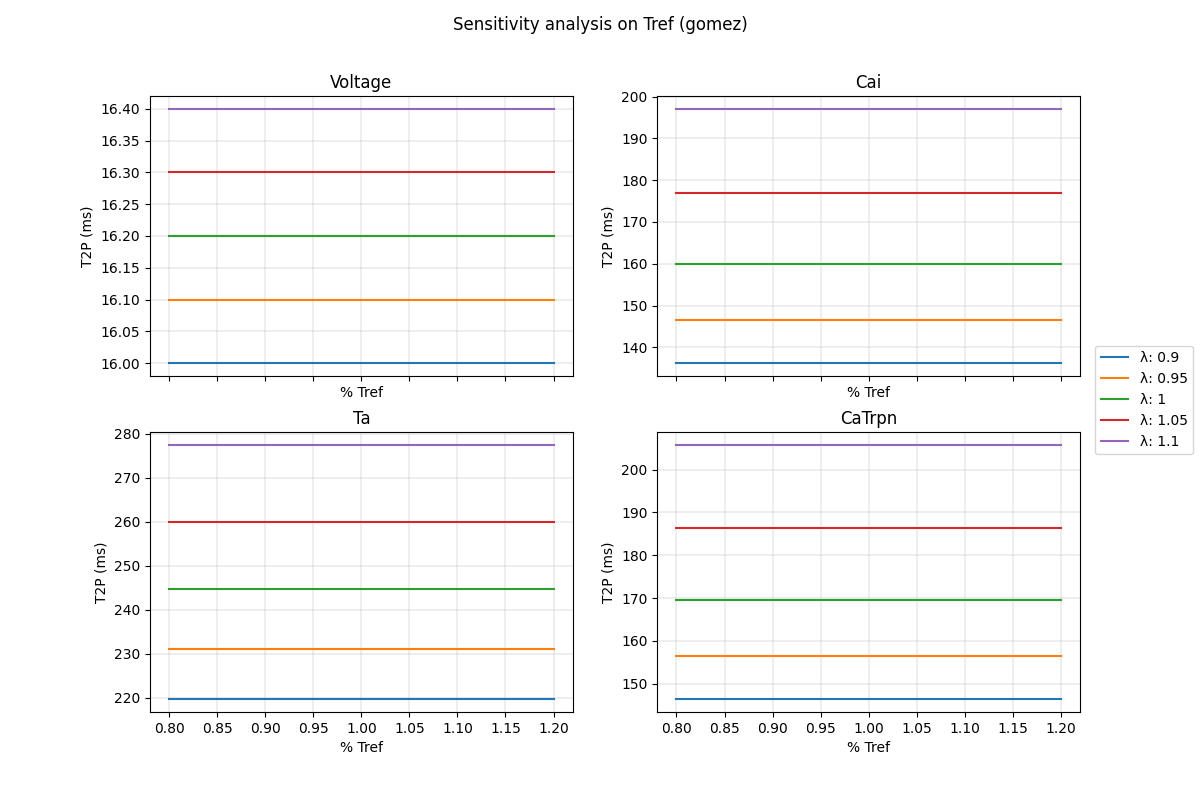 Sensitivity analysis on Tref (gomez)
Voltage
T2P (ms)
16.40
16.35
16.30
16.25
16.20
16.15
16.10
16.05
16.00
% Tref
Cai
T2P (ms)
200
190
180
170
160
150
140
% Tref
Ta
T2P (ms)
280
270
260
250
240
230
220
0.80 0.85 0.90 0.95 1.00 1.05 1.10 1.15 1.20
% Tref
CaTrpn
T2P (ms)
200
190
180
170
160
150
0.80 0.85 0.90 0.95 1.00 1.05 1.10 1.15 1.20
% Tref
λ: 0.9
λ: 0.95
λ: 1
λ: 1.05
λ: 1.1